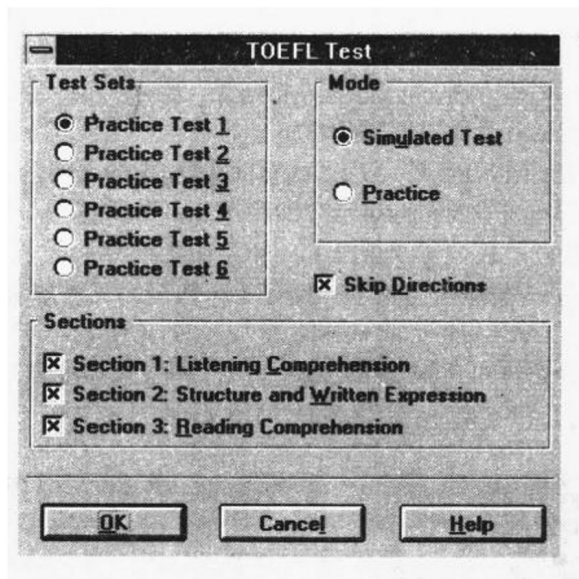 TOEFL Test
Test Sets
Practice Test 1
Practice Test 2
Practice Test 3
Practice Test 4
Practice Test 5
Practice Test 6
Mode
Simulated Test
Practice
Skip Directions
Sections
Section 1: Listening Comprehension
Section 2: Structure and Written Expression
Section 3: Reading Comprehension
OK
Cancel
Help